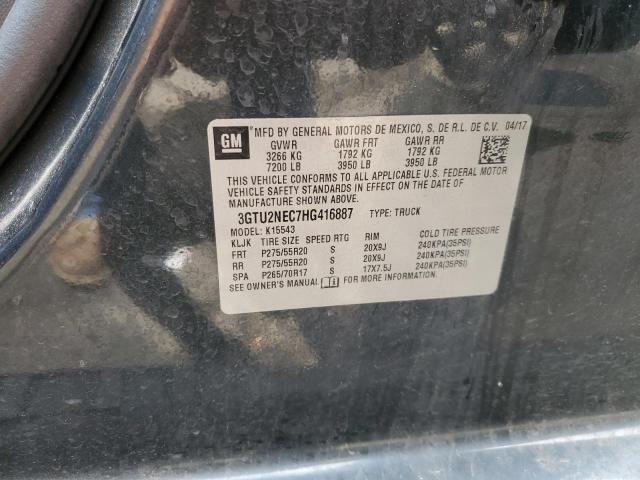 GM MFD BY GENERAL MOTORS DE MEXICO, S. DE R.L. DE C.V. 04/17
GVWR GAWR FRT GAWR RR
3266 KG 1792 KG 1792 KG
7200 LB 3950 LB 3950 LB
THIS VEHICLE CONFORMS TO ALL APPLICABLE U.S. FEDERAL MOTOR
VEHICLE SAFETY STANDARDS IN EFFECT ON THE DATE OF
MANUFACTURE SHOWN ABOVE.
3GTU2NEC7HG416887 TYPE: TRUCK
MODEL: K15543
KLJK TIRE SIZE SPEED RTG RIM COLD TIRE PRESSURE
FRT P275/55R20 S 20X9J 240KPA(35PSI)
RR P275/55R20 S 20X9J 240KPA(35PSI)
SPA P265/70R17 S 17X7.5J 240KPA(35PSI)
SEE OWNER'S MANUAL FOR MORE INFORMATION.